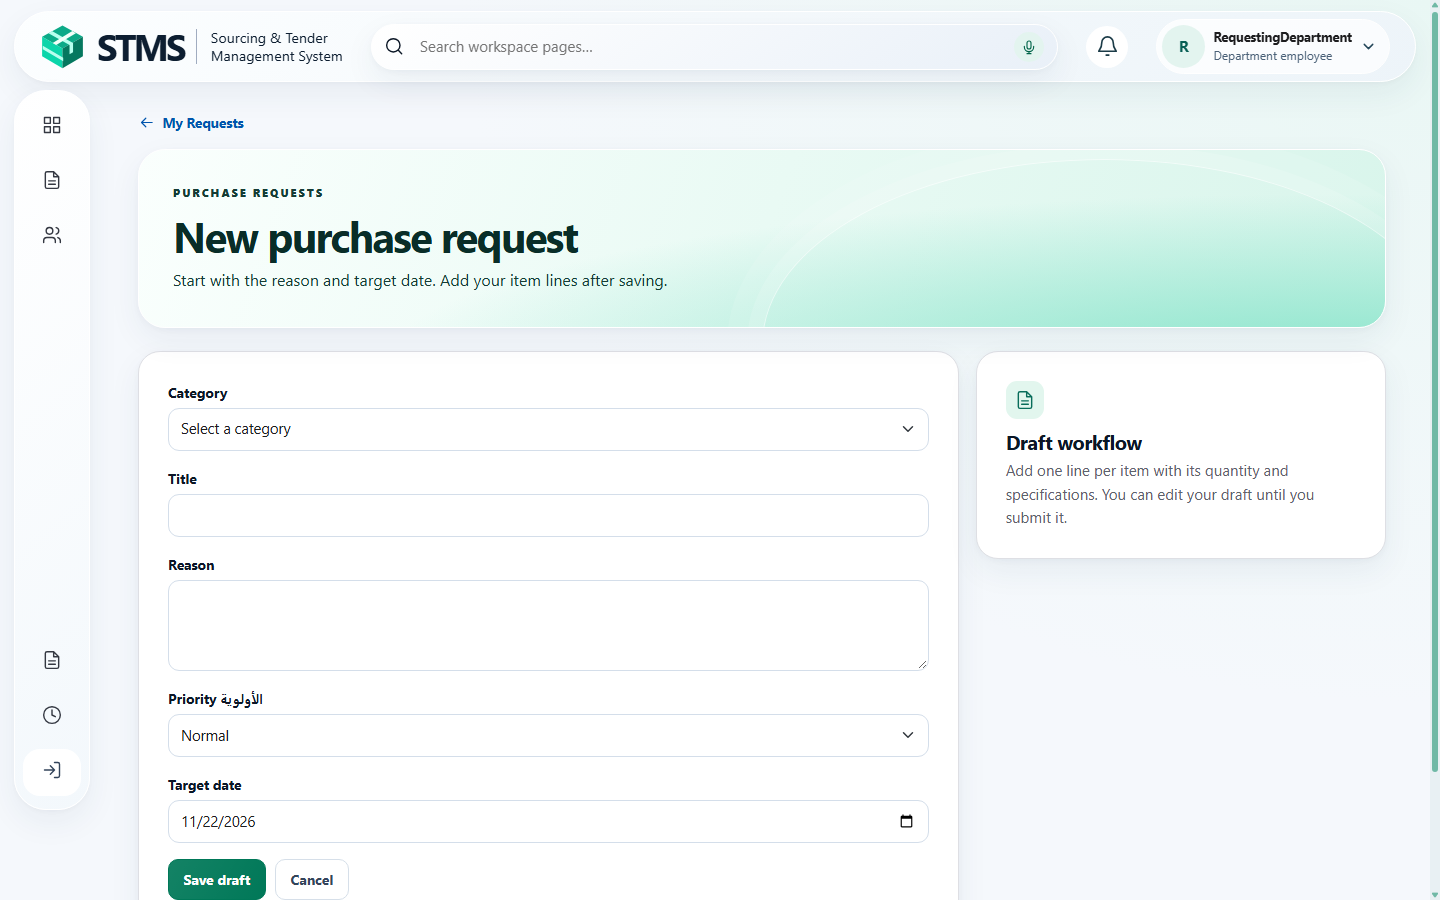 STMS
Sourcing & Tender
Management System
Search workspace pages...
R
RequestingDepartment
Department employee
My Requests
PURCHASE REQUESTS
New purchase request
Start with the reason and target date. Add your item lines after saving.
Category
Select a category
Title
Reason
Priority الأولوية
Normal
Target date
11/22/2026
Save draft
Cancel
Draft workflow
Add one line per item with its quantity and
specifications. You can edit your draft until you
submit it.